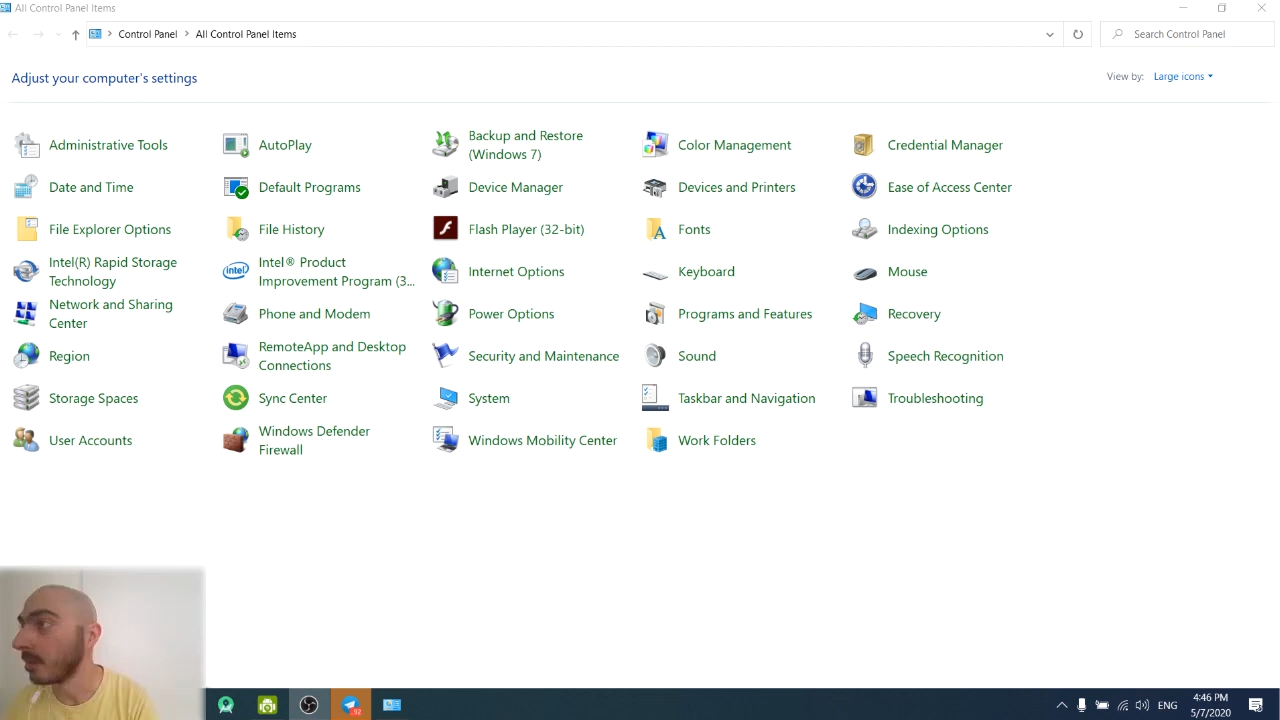 All Control Panel Items
Control Panel > All Control Panel Items
Search Control Panel
Adjust your computer's settings
View by: Large icons
Administrative Tools
AutoPlay
Backup and Restore
(Windows 7)
Color Management
Credential Manager
Date and Time
Default Programs
Device Manager
Devices and Printers
Ease of Access Center
File Explorer Options
File History
Flash Player (32-bit)
Fonts
Indexing Options
Intel(R) Rapid Storage
Technology
Intel® Product
Improvement Program (3...
intel
Internet Options
Keyboard
Mouse
Network and Sharing
Center
Phone and Modem
Power Options
Programs and Features
Recovery
Region
RemoteApp and Desktop
Connections
Security and Maintenance
Sound
Speech Recognition
Storage Spaces
Sync Center
System
Taskbar and Navigation
Troubleshooting
User Accounts
Windows Defender
Firewall
Windows Mobility Center
Work Folders
92
ENG
4:46 PM
5/7/2020